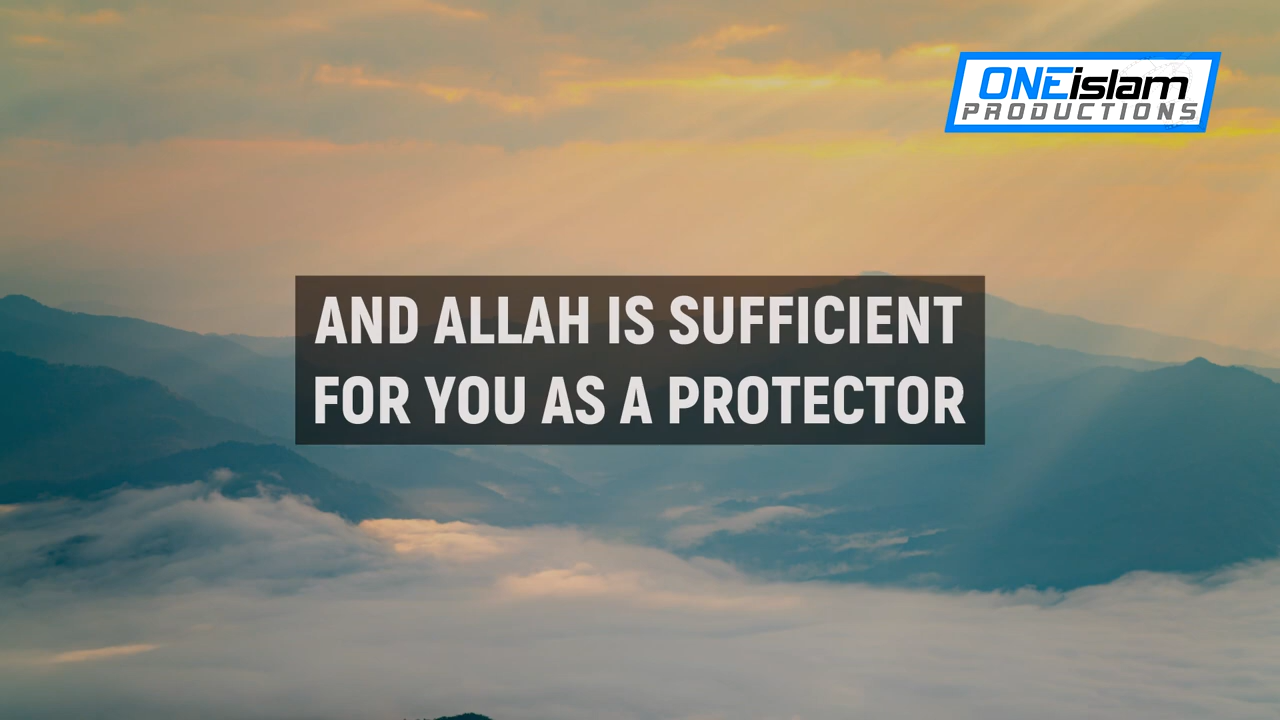 ONEislam
PRODUCTIONS
AND ALLAH IS SUFFICIENT
FOR YOU AS A PROTECTOR